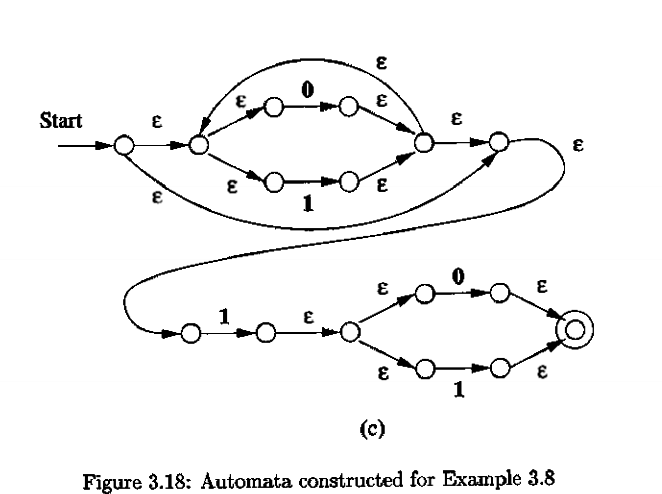 ε
ε 0 ε
Start ε ε ε
ε 1 ε
ε
ε 0 ε
1 ε
ε 1 ε
(c)
Figure 3.18: Automata constructed for Example 3.8